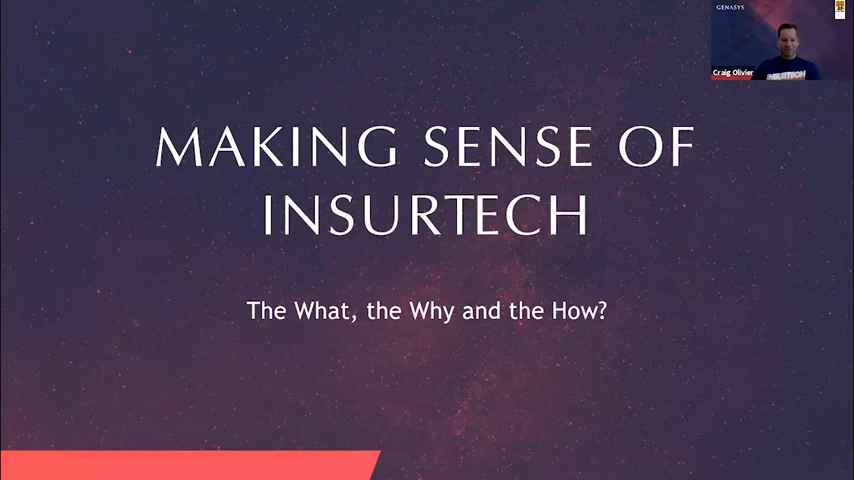 GENASYS
Craig Olivier
INSURTECH
MAKING SENSE OF
INSURTECH
The What, the Why and the How?